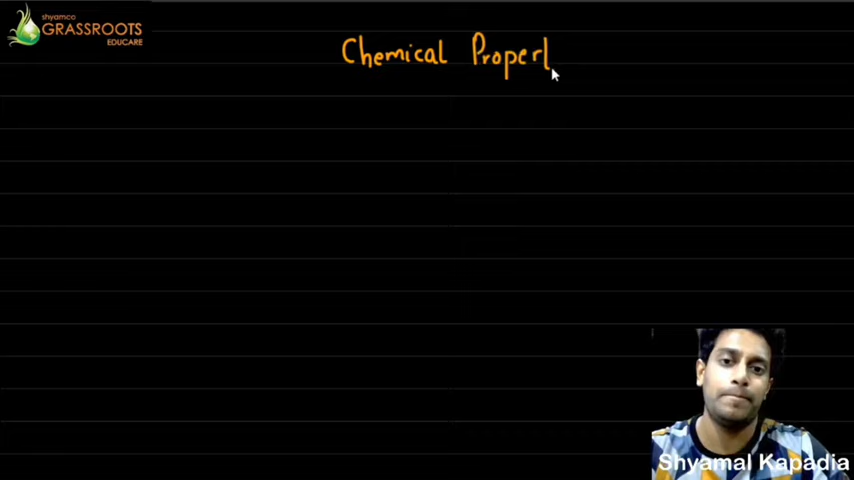 shyamco
GRASSROOTS
EDUCARE
Chemical Properl
Shyamal Kapadia